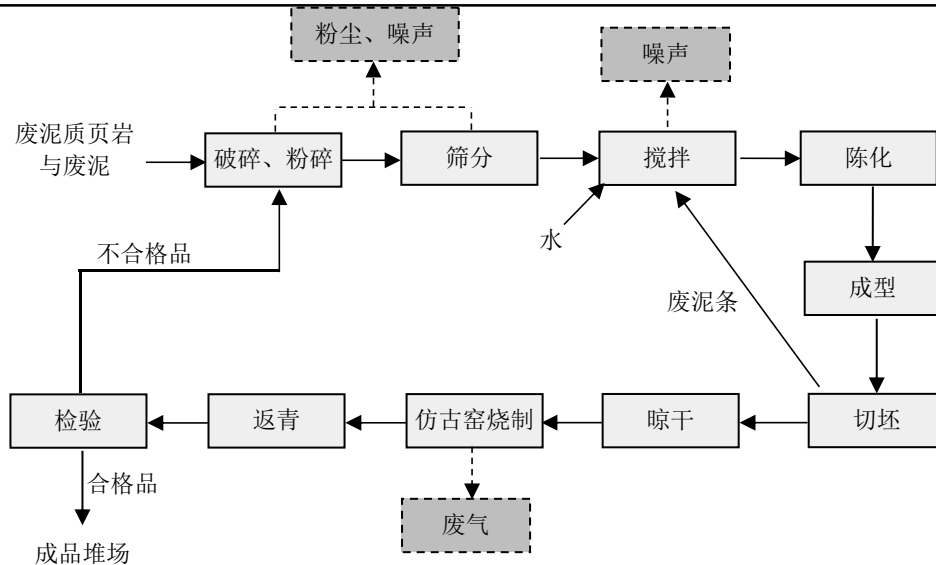 粉尘、噪声
噪声
废泥质页岩
与废泥
破碎、粉碎
筛分
搅拌
陈化
水
不合格品
废泥条
成型
检验
返青
仿古窑烧制
晾干
切坯
合格品
废气
成品堆场